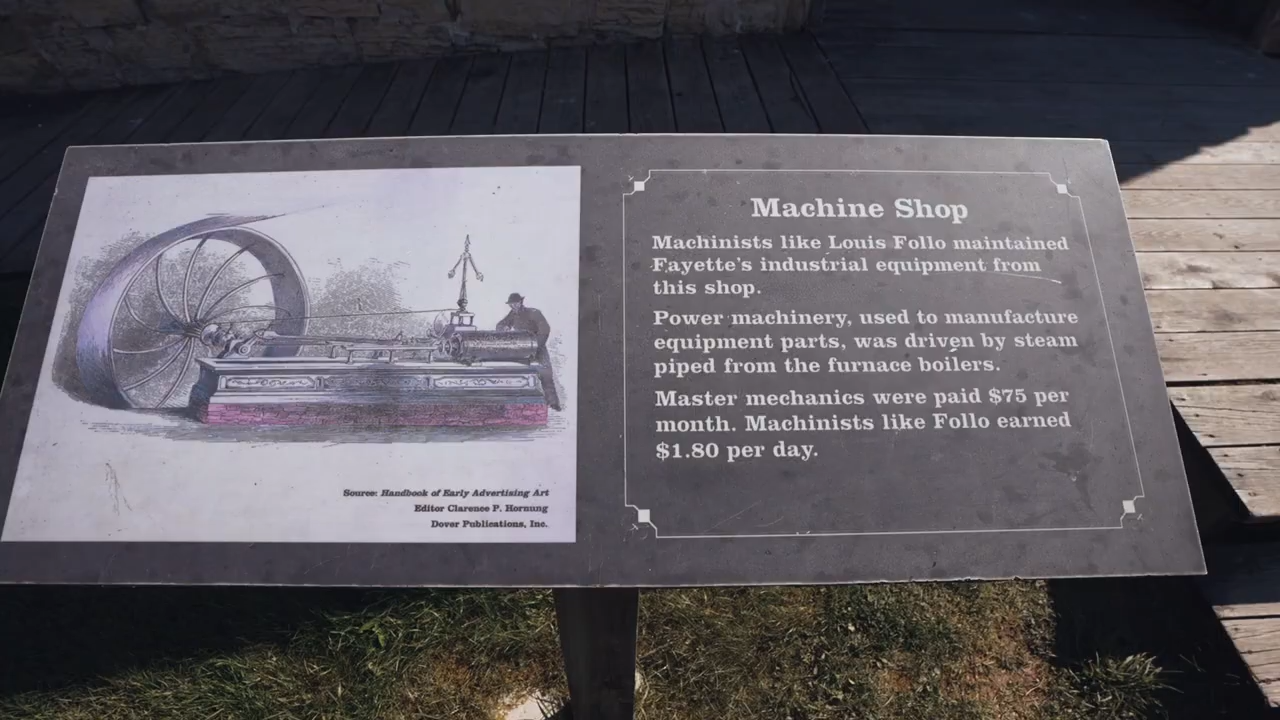 Machine Shop
Machinists like Louis Follo maintained
Fayette's industrial equipment from
this shop.
Power machinery, used to manufacture
equipment parts, was driven by steam
piped from the furnace boilers.
Master mechanics were paid $75 per
month. Machinists like Follo earned
$1.80 per day.
Source: Handbook of Early Advertising Art
Editor Clarence P. Hornung
Dover Publications, Inc.